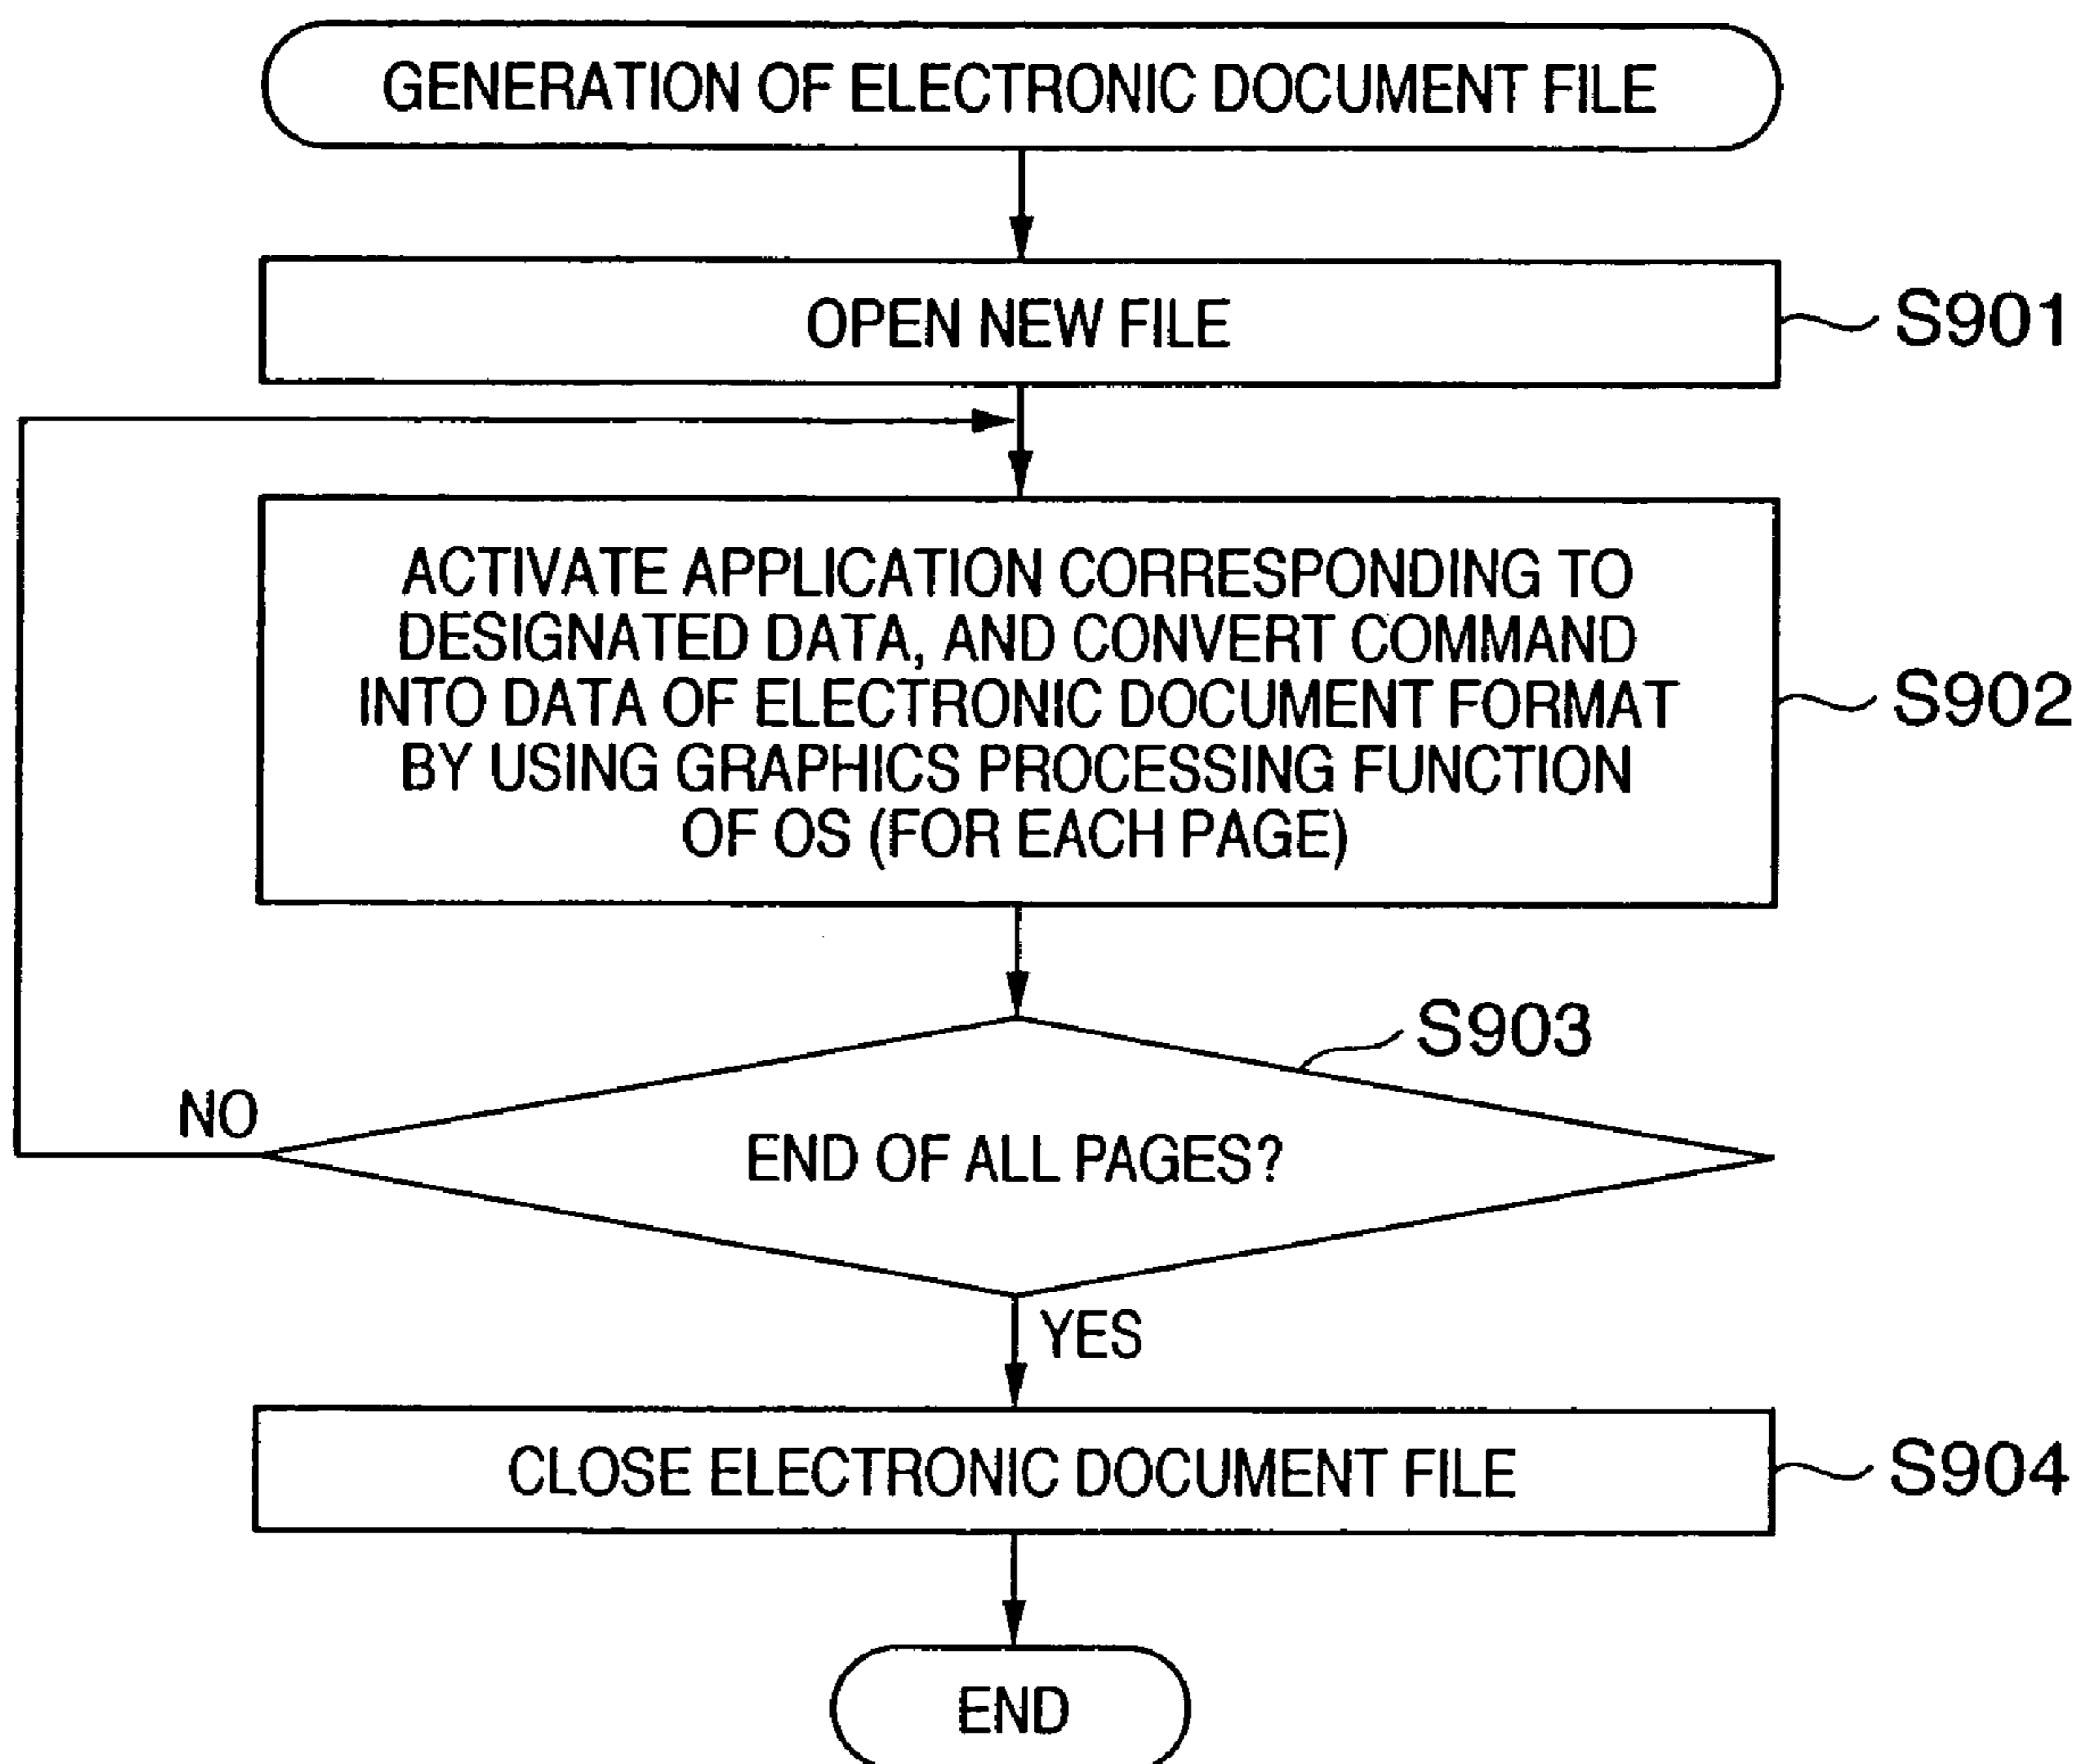 GENERATION OF ELECTRONIC DOCUMENT FILE
OPEN NEW FILE
S901
ACTIVATE APPLICATION CORRESPONDING TO
DESIGNATED DATA, AND CONVERT COMMAND
INTO DATA OF ELECTRONIC DOCUMENT FORMAT
BY USING GRAPHICS PROCESSING FUNCTION
OF OS (FOR EACH PAGE)
S902
S903
NO
END OF ALL PAGES?
YES
CLOSE ELECTRONIC DOCUMENT FILE
S904
END